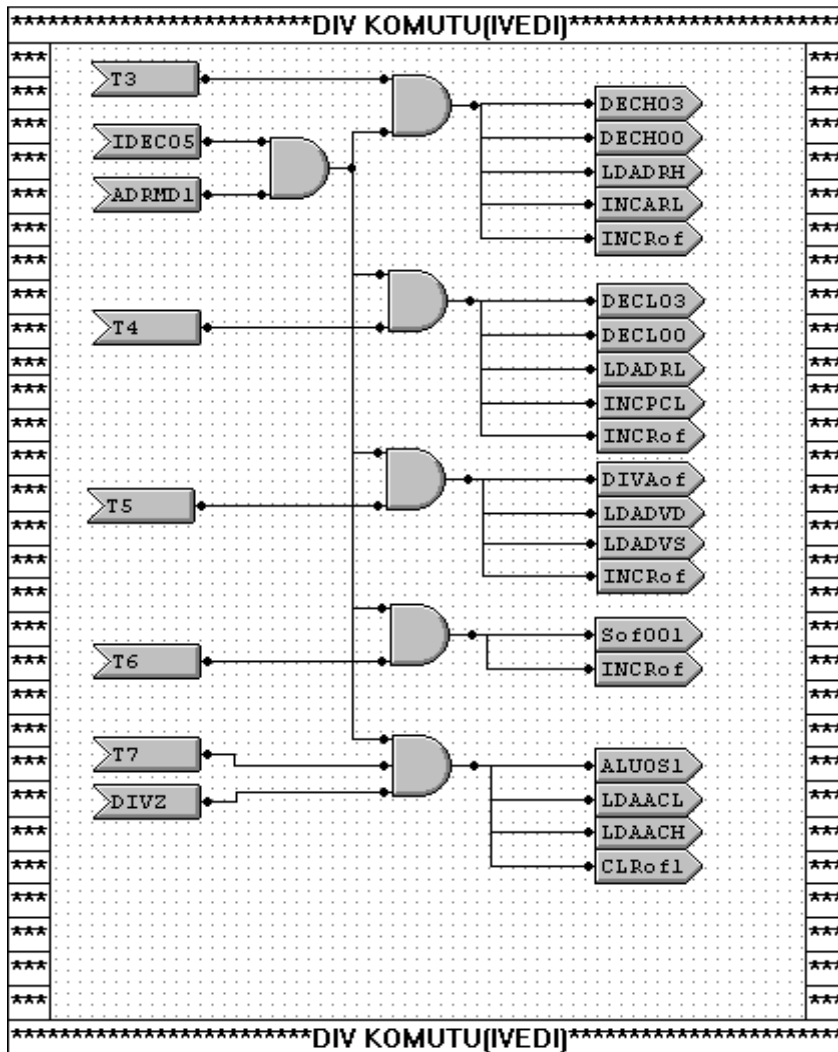 ***********************DIV KOMUTU(IVEDI)*********************
T3
IDEC05
ADRMD1
DECH03
DECH00
LDADRH
INCARL
INCRof
T4
DECL03
DECL00
LDADRL
INCPCL
INCRof
T5
DIVAof
LDADVD
LDADVS
INCRof
T6
Sof001
INCRof
T7
DIVZ
ALUOS1
LDAACL
LDAACH
CLRof1
***********************DIV KOMUTU(IVEDI)*********************